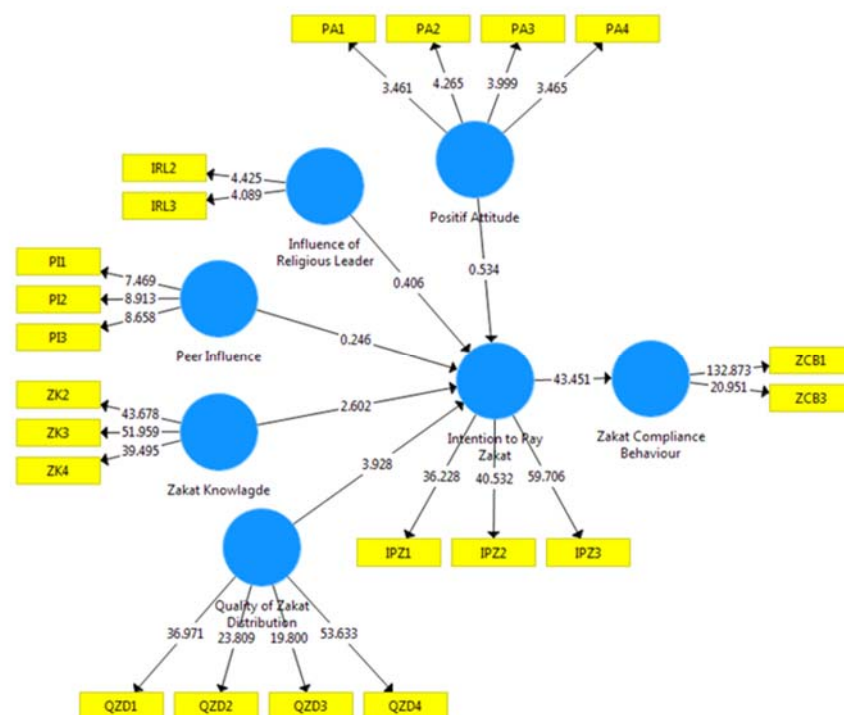 PA1
PA2
PA3
PA4
3.461
4.265
3.999
3.465
Positif Attitude
IRL2
IRL3
4.425
4.089
Influence of
Religious Leader
0.534
0.406
PI1
PI2
PI3
7.469
8.913
8.658
Peer Influence
0.246
ZK2
ZK3
ZK4
43.678
51.959
39.495
Zakat Knowlagde
2.602
Intention to Ray
Zakat
43.451
Zakat Compliance
Behaviour
132.873
20.951
ZCB1
ZCB3
3.928
36.228
40.532
59.706
IPZ1
IPZ2
IPZ3
Quality of Zakat
Distribution
36.971
23.809
19.800
53.633
QZD1
QZD2
QZD3
QZD4